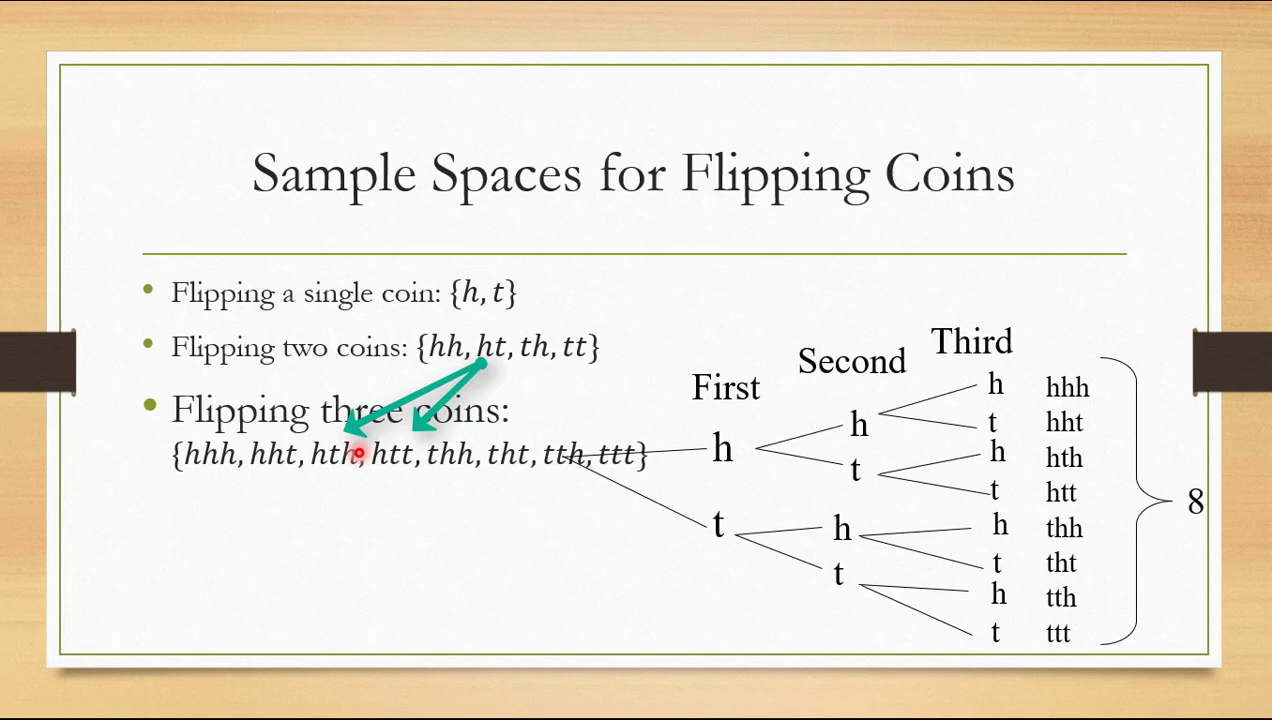 Sample Spaces for Flipping Coins
• Flipping a single coin: {h, t}
• Flipping two coins: {hh, ht, th, tt}
• Flipping three coins:
{hhh, hht, hth, htt, thh, tht, tth, ttt}
First
Second
Third
h
t
h
t
h
t
h
t
h
t
h
t
h
t
hhh
hht
hth
htt
thh
tht
tth
ttt
8